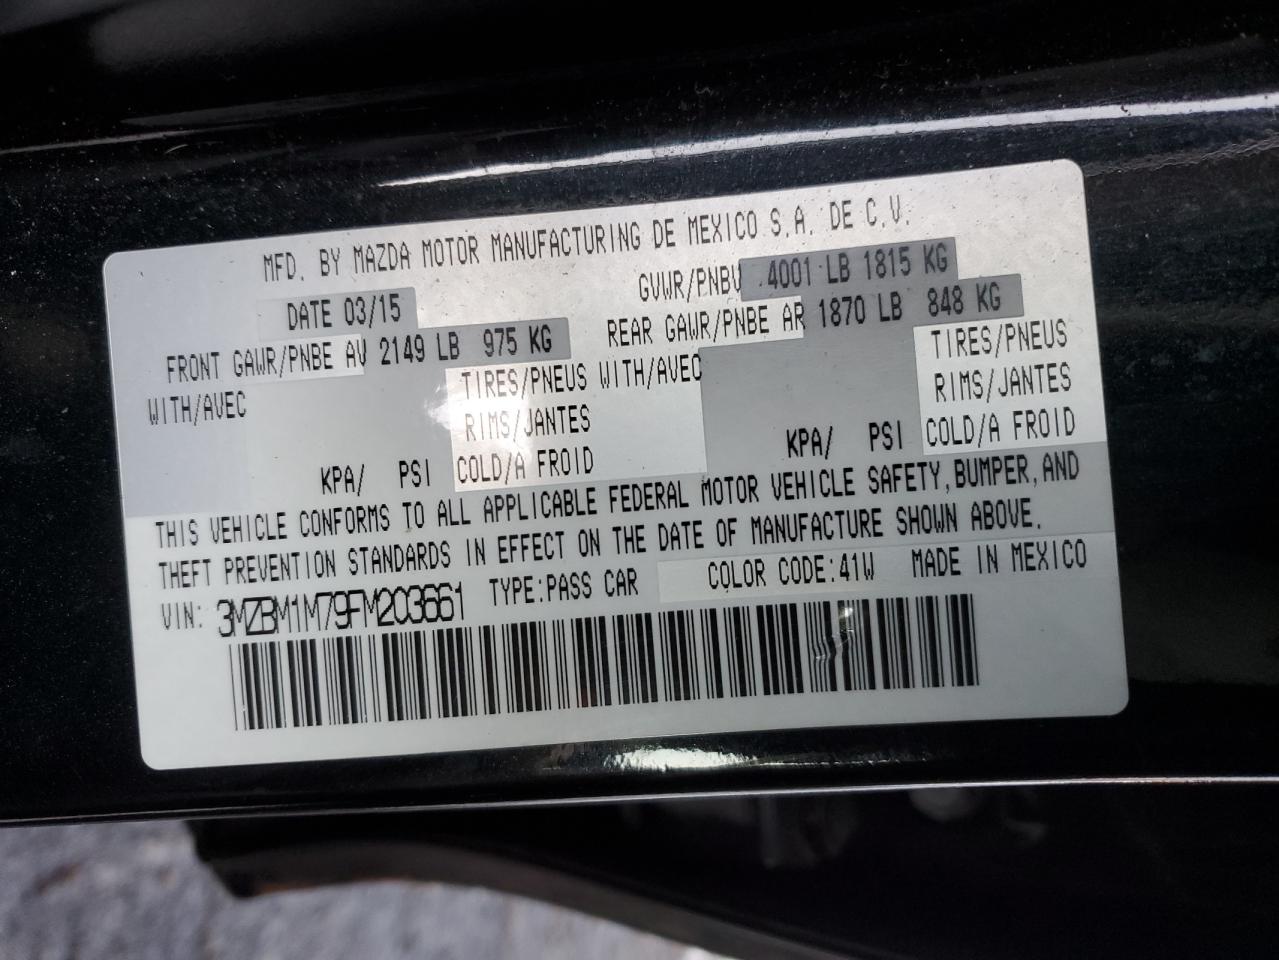 MFD. BY MAZDA MOTOR MANUFACTURING DE MEXICO S.A. DE C.V.
DATE 03/15 GVWR/PNBV 4001 LB 1815 KG
FRONT GAWR/PNBE AV 2149 LB 975 KG REAR GAWR/PNBE AR 1870 LB 848 KG
WITH/AVEC TIRES/PNEUS WITH/AVEC TIRES/PNEUS
RIMS/JANTES RIMS/JANTES
KPA/ PSI COLD/A FROID KPA/ PSI COLD/A FROID
THIS VEHICLE CONFORMS TO ALL APPLICABLE FEDERAL MOTOR VEHICLE SAFETY, BUMPER, AND
THEFT PREVENTION STANDARDS IN EFFECT ON THE DATE OF MANUFACTURE SHOWN ABOVE.
VIN: 3MZBM1M79FM203661 TYPE:PASS CAR COLOR CODE:41W MADE IN MEXICO